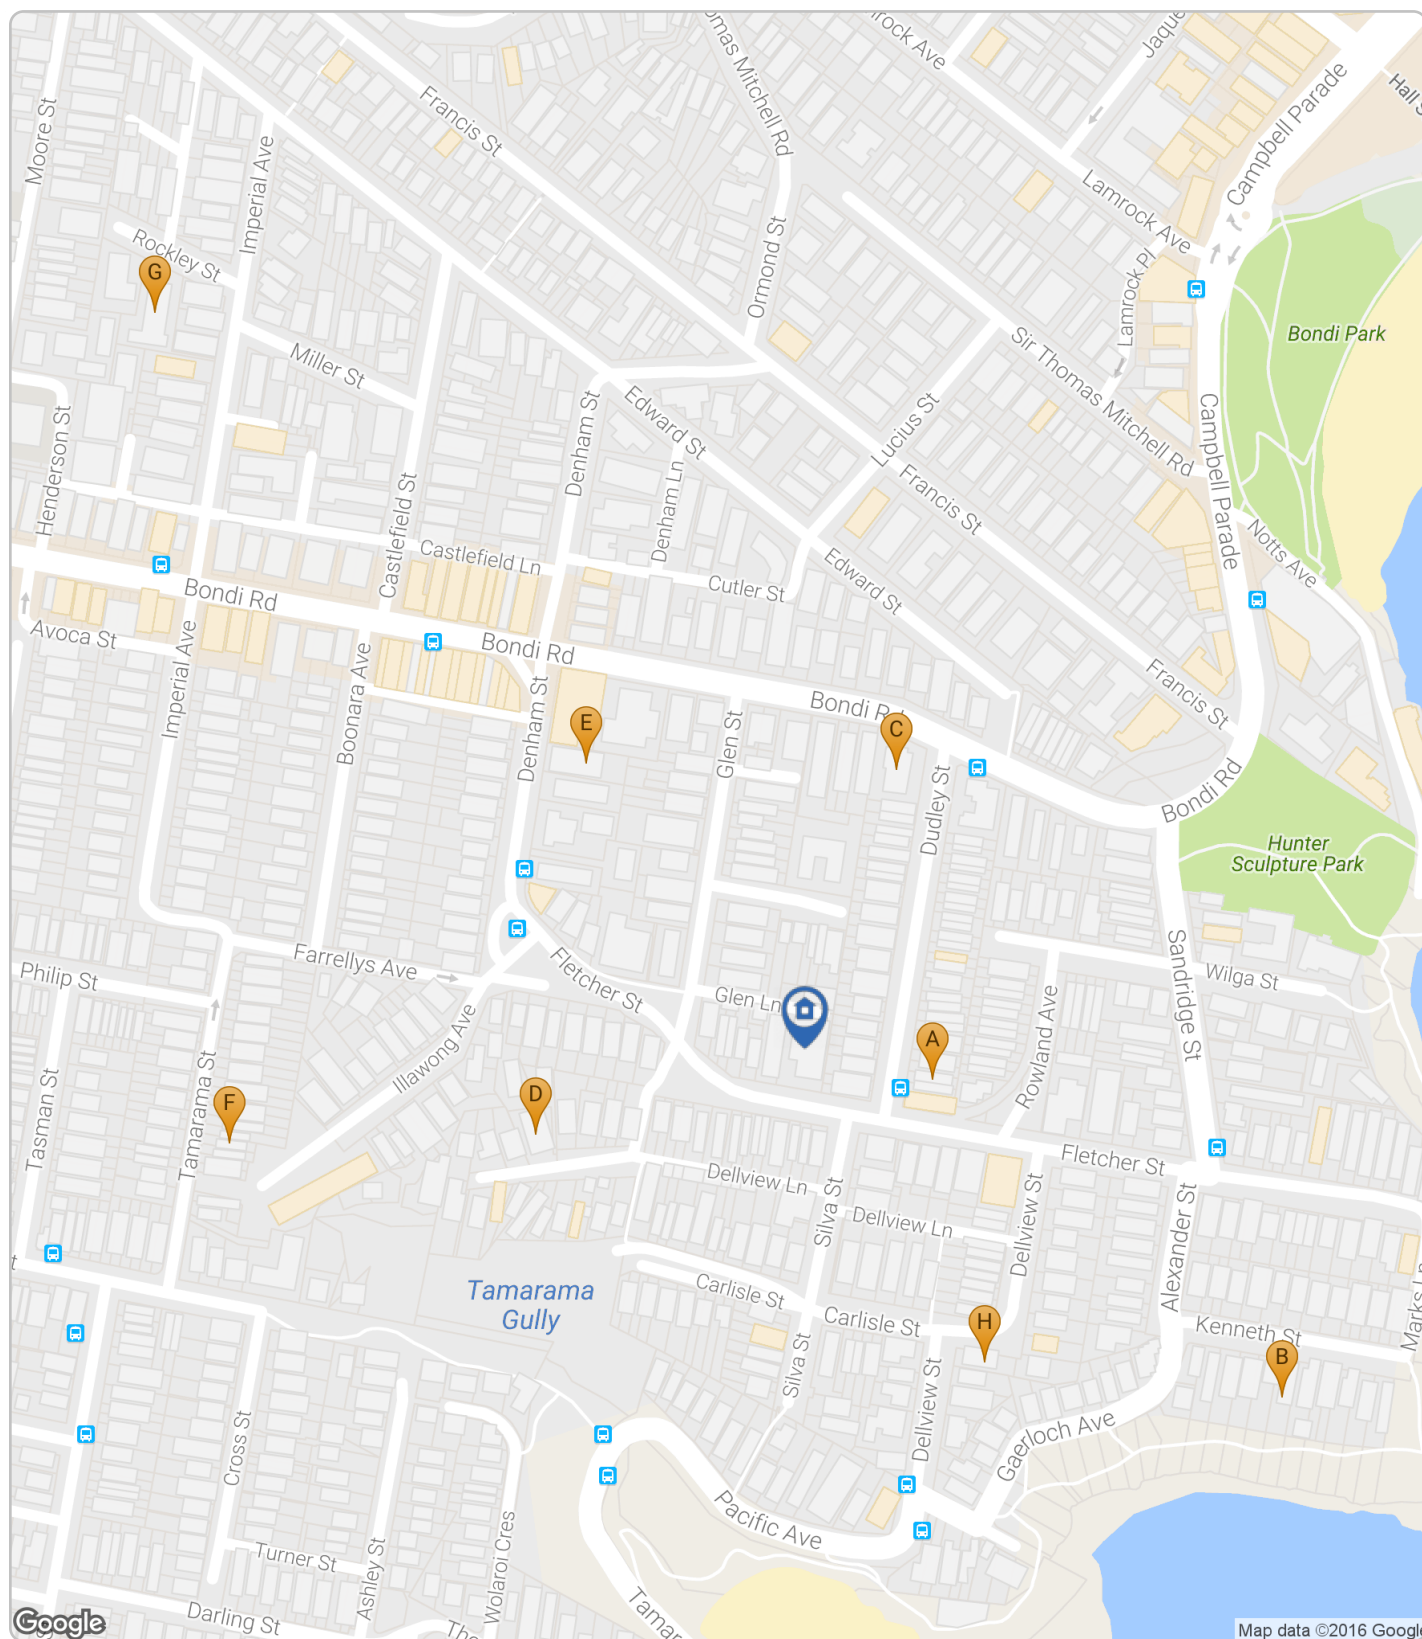 Moore St
Imperial Ave
Francis St
omas Mitchell Rd
rock Ave
Jaque
Hall S
Campbell Parade
Lamrock Ave
Lamrock Pl
Rockley St
G
Ormond St
Bondi Park
Miller St
Sir Thomas Mitchell Rd
Henderson St
Denham St
Edward St
Lucius St
Campbell Parade
Castlefield St
Denham Ln
Francis St
Castlefield Ln
Cutler St
Edward St
Notts Ave
Bondi Rd
Avoca St
Bondi Rd
Imperial Ave
Boonara Ave
Denham St
E
Glen St
Bondi Rd
C
Francis St
Dudley St
Bondi Rd
Hunter
Sculpture Park
Farrellys Ave
Philip St
Fletcher St
Glen Ln
Sandridge St
Wilga St
Rowland Ave
A
Illawong Ave
Tamarama St
Tasman St
F
D
Fletcher St
Dellview Ln
Silva St
Dellview Ln
Dellview St
Alexander St
t
Tamarama
Gully
Carlisle St
Carlisle St
H
Kenneth St
Marks Ln
B
Silva St
Dellview St
Gaerloch Ave
Cross St
Pacific Ave
Turner St
Ashley St
Wolaroi Cres
Darling St
The
Tamar
Google
Map data ©2016 Google